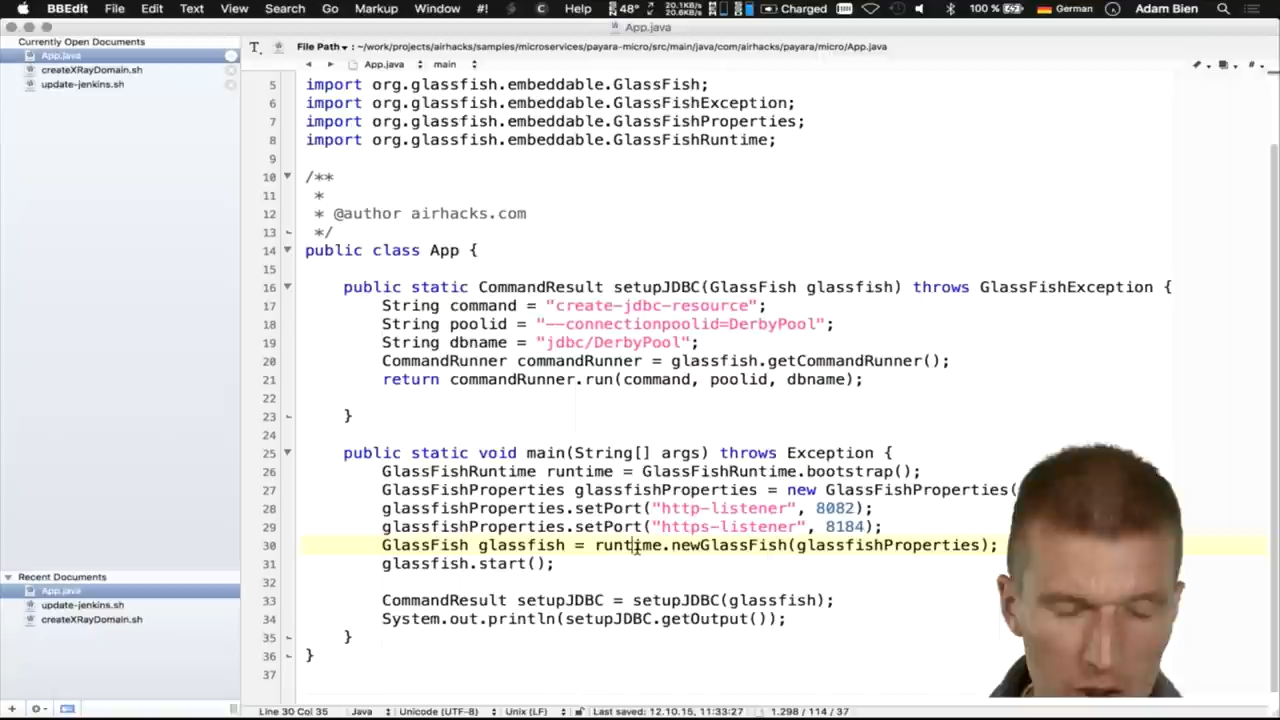 BBEdit File Edit Text View Search Go Markup Window #! Help 48° 20.1KB/s 20.6KB/s Charged 100 % German Adam Bien
App.java
Currently Open Documents
App.java
createXRayDomain.sh
update-jenkins.sh
File Path : ~/work/projects/airhacks/samples/microservices/payara-micro/src/main/java/com/airhacks/payara/micro/App.java
App.java main #
5 import org.glassfish.embeddable.GlassFish;
6 import org.glassfish.embeddable.GlassFishException;
7 import org.glassfish.embeddable.GlassFishProperties;
8 import org.glassfish.embeddable.GlassFishRuntime;
9
10 /**
11 *
12 * @author airhacks.com
13 */
14 public class App {
15
16 public static CommandResult setupJDBC(GlassFish glassfish) throws GlassFishException {
17 String command = "create-jdbc-resource";
18 String poolid = "--connectionpoolid=DerbyPool";
19 String dbname = "jdbc/DerbyPool";
20 CommandRunner commandRunner = glassfish.getCommandRunner();
21 return commandRunner.run(command, poolid, dbname);
22
23 }
24
25 public static void main(String[] args) throws Exception {
26 GlassFishRuntime runtime = GlassFishRuntime.bootstrap();
27 GlassFishProperties glassfishProperties = new GlassFishProperties(
28 glassfishProperties.setPort("http-listener", 8082);
29 glassfishProperties.setPort("https-listener", 8184);
30 GlassFish glassfish = runtime.newGlassFish(glassfishProperties);
31 glassfish.start();
32
33 CommandResult setupJDBC = setupJDBC(glassfish);
34 System.out.println(setupJDBC.getOutput());
35 }
36 }
37
Recent Documents
App.java
update-jenkins.sh
createXRayDomain.sh
Line 30 Col 35 Java Unicode (UTF-8) Unix (LF) Last saved: 12.10.15, 11:33:27 1.298 / 114 / 37